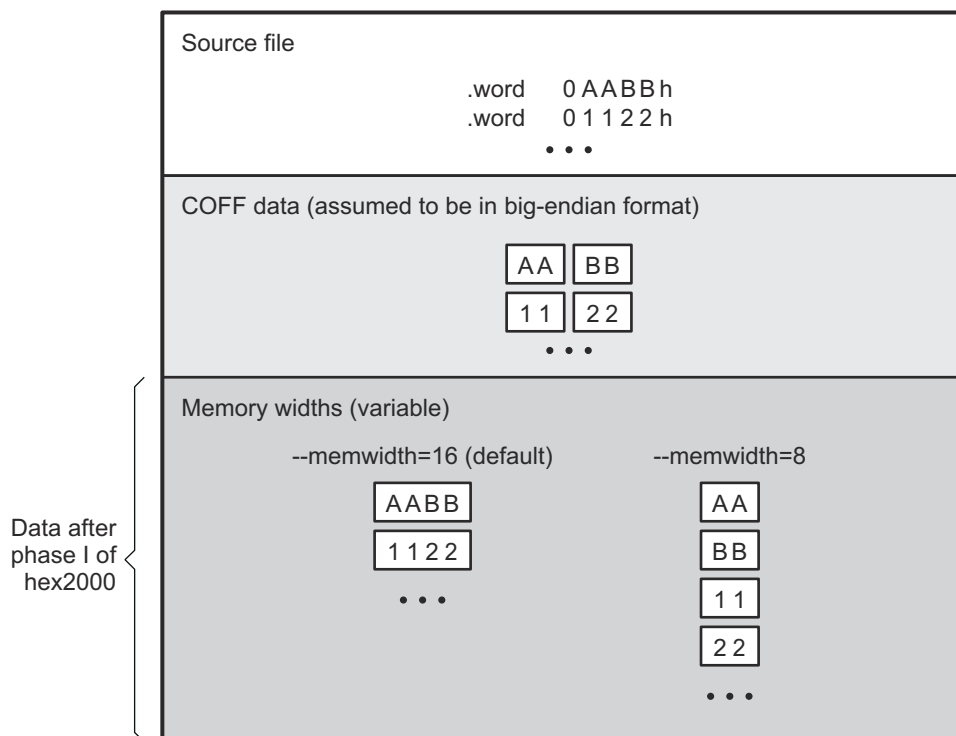 Source file
.word 0AABBh
.word 01122h
• • •
COFF data (assumed to be in big-endian format)
AA BB
11 22
• • •
Memory widths (variable)
--memwidth=16 (default) --memwidth=8
AABB AA
1122 BB
• • • 11
22
• • •
Data after
phase I of
hex2000